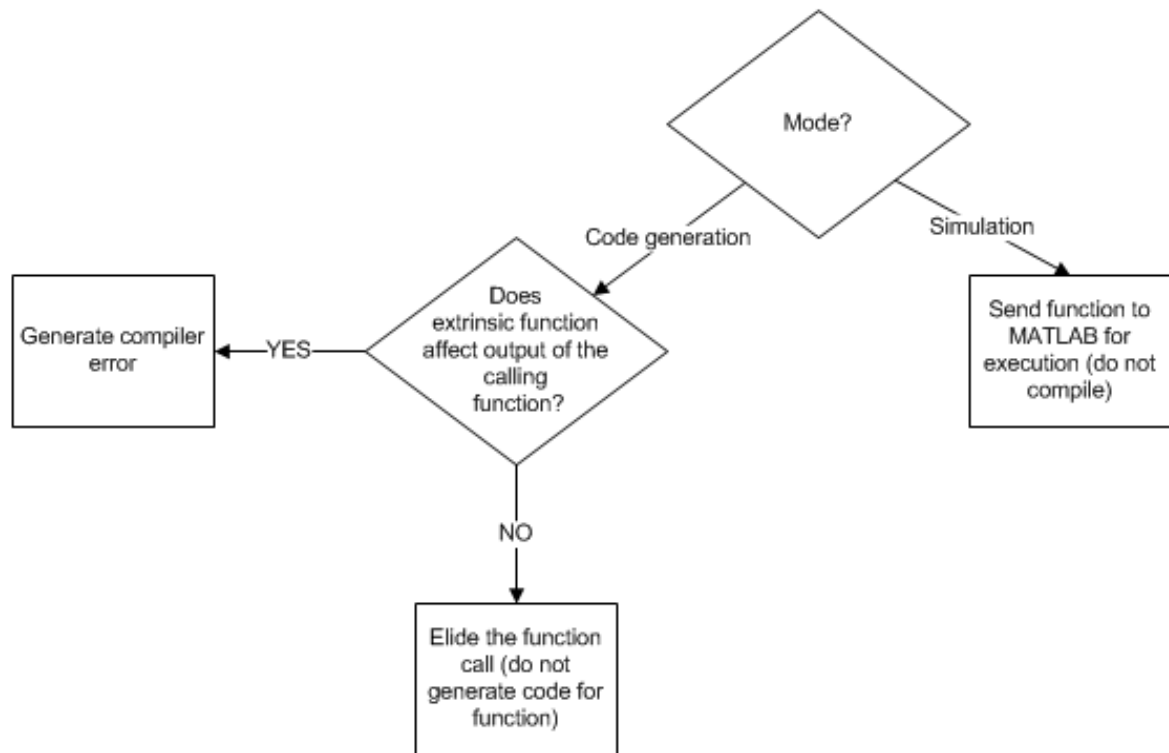 Mode?
Code generation
Simulation
Does
extrinsic function
affect output of the
calling
function?
YES
Generate compiler
error
Send function to
MATLAB for
execution (do not
compile)
NO
Elide the function
call (do not
generate code for
function)